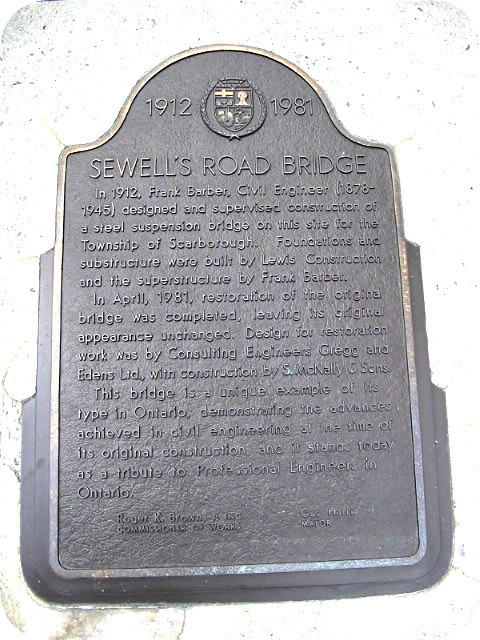 1912 1981
SEWELL'S ROAD BRIDGE
In 1912, Frank Barber, Civil Engineer (1878-
1945) designed and supervised construction of
a steel suspension bridge on this site for the
Township of Scarborough. Foundations and
substructure were built by Lewis Construction
and the superstructure by Frank Barber.
In April, 1981, restoration of the original
bridge was completed, leaving its original
appearance unchanged. Design for restoration
work was by Consulting Engineers Gregg and
Edens Ltd., with construction by S. McNally & Sons.
This bridge is a unique example of its
type in Ontario, demonstrating the advances
achieved in civil engineering at the time of
its original construction, and it stands today
as a tribute to Professional Engineers in
Ontario.
Roger K. Brown, P. ENG. Gus Harris
COMMISSIONER OF WORKS MAYOR